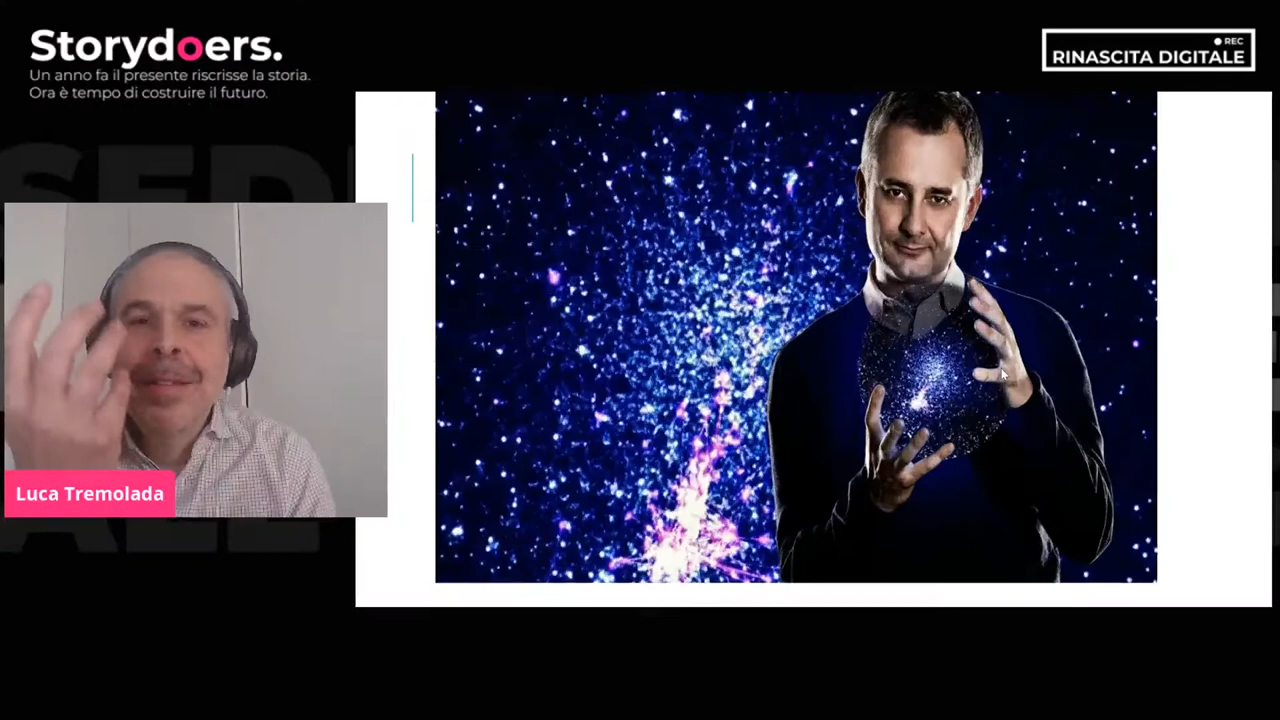 Storydoers.
Un anno fa il presente riscrisse la storia.
Ora è tempo di costruire il futuro.
REC
RINASCITA DIGITALE
Luca Tremolada